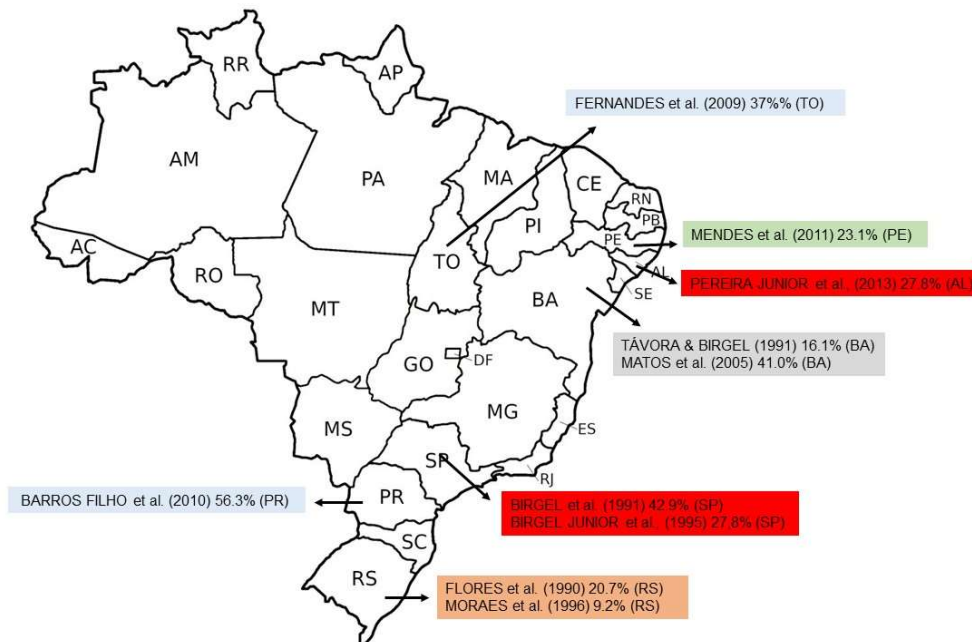 RR
AP
FERNANDES et al. (2009) 37%% (TO)
AM
PA
MA
CE
RN
PB
PI
PE
MENDES et al. (2011) 23.1% (PE)
AC
RO
TO
AL
PEREIRA JUNIOR et al., (2013) 27.8% (AL)
SE
MT
BA
TÁVORA & BIRGEL (1991) 16.1% (BA)
MATOS et al. (2005) 41.0% (BA)
GO
DF
MG
MS
ES
SP
RJ
BARROS FILHO et al. (2010) 56.3% (PR)
PR
BIRGEL et al. (1991) 42.9% (SP)
BIRGEL JUNIOR et al. (1995) 27.8% (SP)
SC
RS
FLORES et al. (1990) 20.7% (RS)
MORAES et al. (1996) 9.2% (RS)